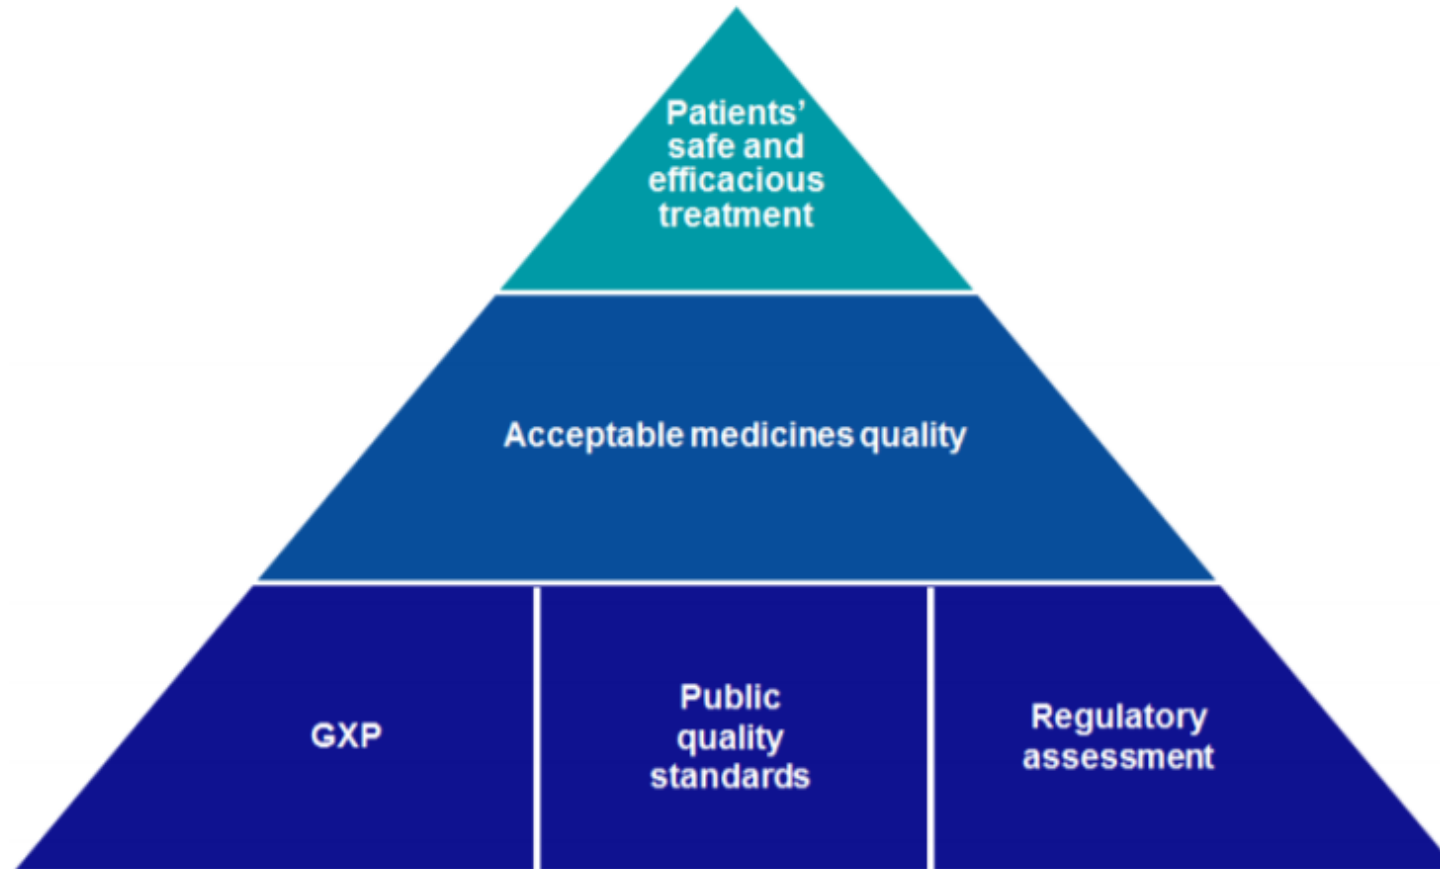 Patients’
safe and
efficacious
treatment
Acceptable medicines quality
GXP
Public
quality
standards
Regulatory
assessment